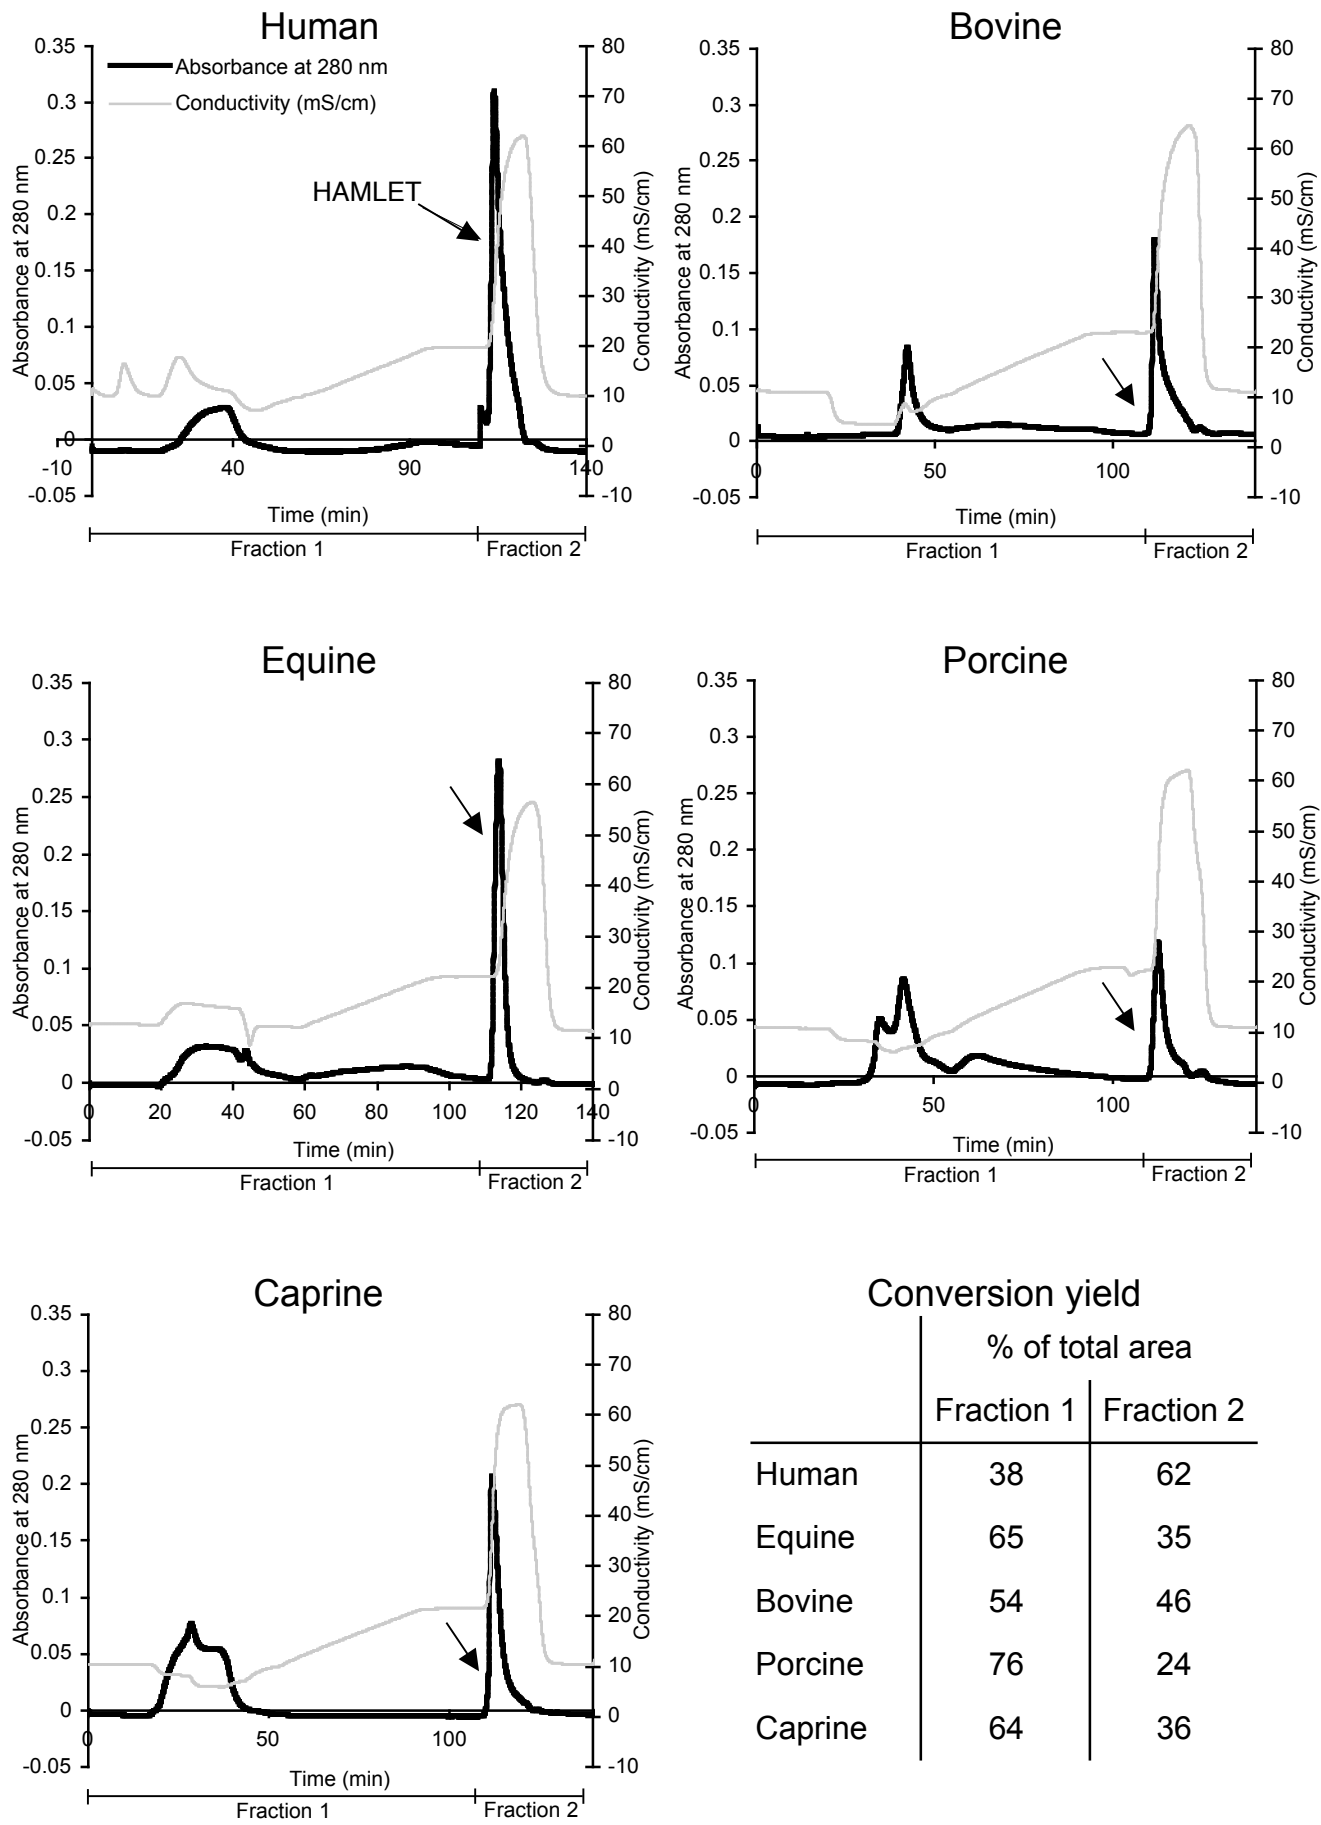 Human
0.35
0.3
0.25
0.2
0.15
0.1
0.05
0
-0.05
Absorbance at 280 nm
Absorbance at 280 nm
Conductivity (mS/cm)
HAMLET
80
70
60
50
40
30
20
10
0
-10
Conductivity (mS/cm)
-10 40 90 140
Time (min)
Fraction 1 Fraction 2
Bovine
0.35
0.3
0.25
0.2
0.15
0.1
0.05
0
-0.05
Absorbance at 280 nm
80
70
60
50
40
30
20
10
0
-10
Conductivity (mS/cm)
0 50 100
Time (min)
Fraction 1 Fraction 2
Equine
0.35
0.3
0.25
0.2
0.15
0.1
0.05
0
-0.05
Absorbance at 280 nm
80
70
60
50
40
30
20
10
0
-10
Conductivity (mS/cm)
0 20 40 60 80 100 120 140
Time (min)
Fraction 1 Fraction 2
Porcine
0.35
0.3
0.25
0.2
0.15
0.1
0.05
0
-0.05
Absorbance at 280 nm
80
70
60
50
40
30
20
10
0
-10
Conductivity (mS/cm)
0 50 100
Time (min)
Fraction 1 Fraction 2
Caprine
0.35
0.3
0.25
0.2
0.15
0.1
0.05
0
-0.05
Absorbance at 280 nm
80
70
60
50
40
30
20
10
0
-10
Conductivity (mS/cm)
0 50 100
Time (min)
Fraction 1 Fraction 2
Conversion yield
% of total area
Fraction 1 Fraction 2
Human 38 62
Equine 65 35
Bovine 54 46
Porcine 76 24
Caprine 64 36